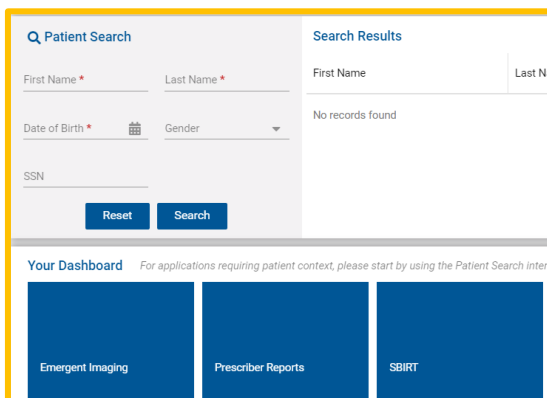 Patient Search
First Name *
Last Name *
Date of Birth *
Gender
SSN
Reset
Search
Search Results
First Name
Last N
No records found
Your Dashboard
For applications requiring patient context, please start by using the Patient Search inter
Emergent Imaging
Prescriber Reports
SBIRT